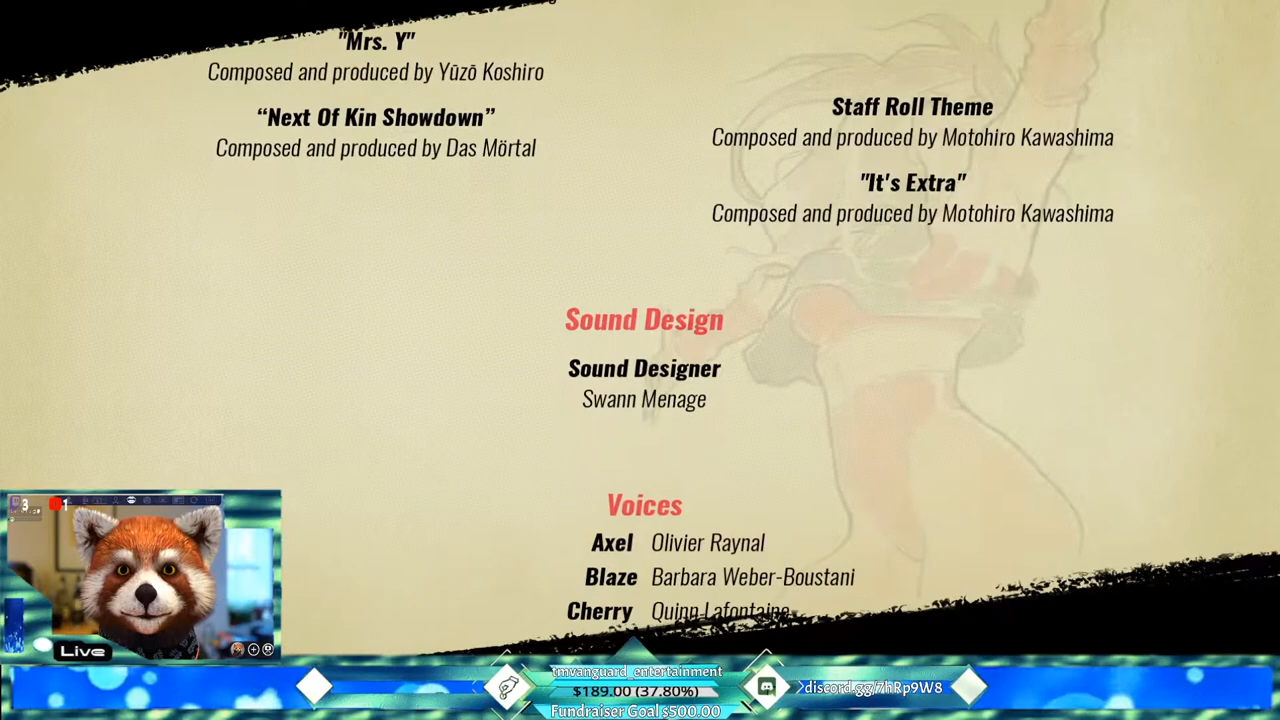 "Mrs. Y"
Composed and produced by Yūzō Koshiro
“Next Of Kin Showdown”
Composed and produced by Das Mörtal
Staff Roll Theme
Composed and produced by Motohiro Kawashima
"It's Extra"
Composed and produced by Motohiro Kawashima
Sound Design
Sound Designer
Swann Menage
Voices
Axel Olivier Raynal
Blaze Barbara Weber-Boustani
Cherry Quinn Lafontaine
3
1
Live
tmvanguard_entertainment
$189.00 (37.80%)
Fundraiser Goal $500.00
discord.gg/7hRp9W8